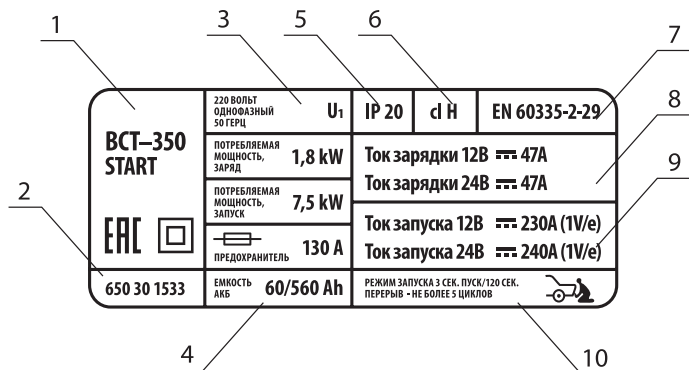 1
3
5
6
7
8
9
2
4
10
ВСТ–350
START
EAC
650 30 1533
220 ВОЛЬТ
ОДНОФАЗНЫЙ
50 ГЕРЦ
U1
ПОТРЕБЛЯЕМАЯ
МОЩНОСТЬ,
ЗАРЯД
1,8 kW
ПОТРЕБЛЯЕМАЯ
МОЩНОСТЬ,
ЗАПУСК
7,5 kW
ПРЕДОХРАНИТЕЛЬ
130 A
ЕМКОСТЬ
АКБ
60/560 Ah
IP 20
cl H
EN 60335-2-29
Ток зарядки 12В 47А
Ток зарядки 24В 47А
Ток запуска 12В 230А (1V/e)
Ток запуска 24В 240А (1V/e)
РЕЖИМ ЗАПУСКА 3 СЕК. ПУСК/120 СЕК.
ПЕРЕРЫВ - НЕ БОЛЕЕ 5 ЦИКЛОВ